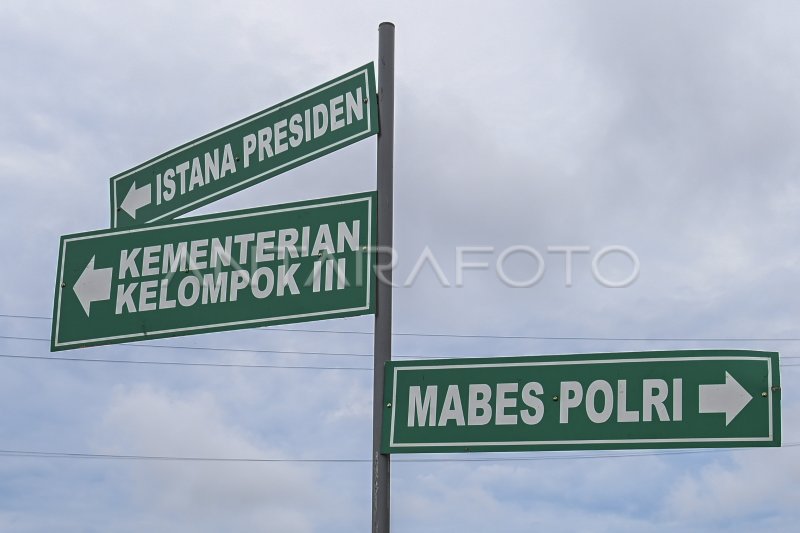 ISTANA PRESIDEN
KEMENTERIAN
KELOMPOK III
ANTARAFOTO
MABES POLRI